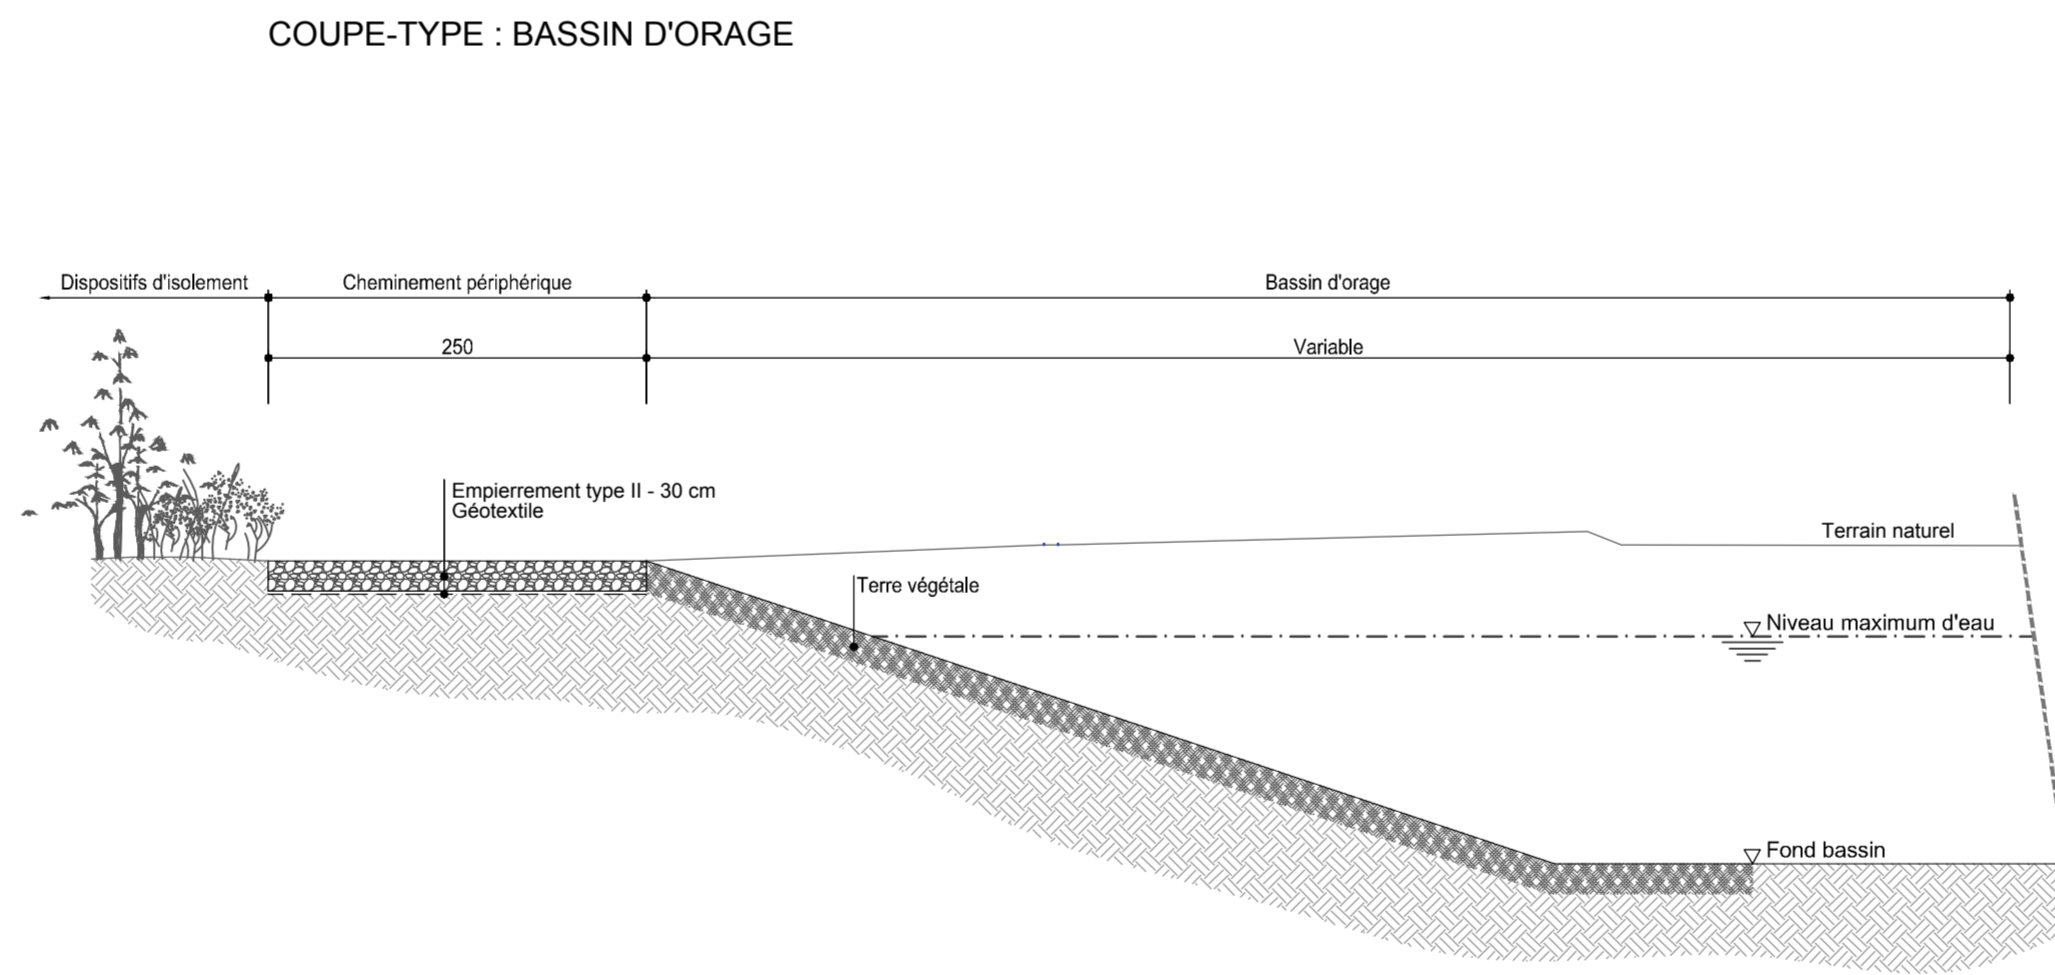 COUPE-TYPE : BASSIN D'ORAGE
Dispositifs d'isolement
Cheminement périphérique
Bassin d'orage
250
Variable
Empierrement type II - 30 cm
Géotextile
Terrain naturel
Terre végétale
Niveau maximum d'eau
Fond bassin